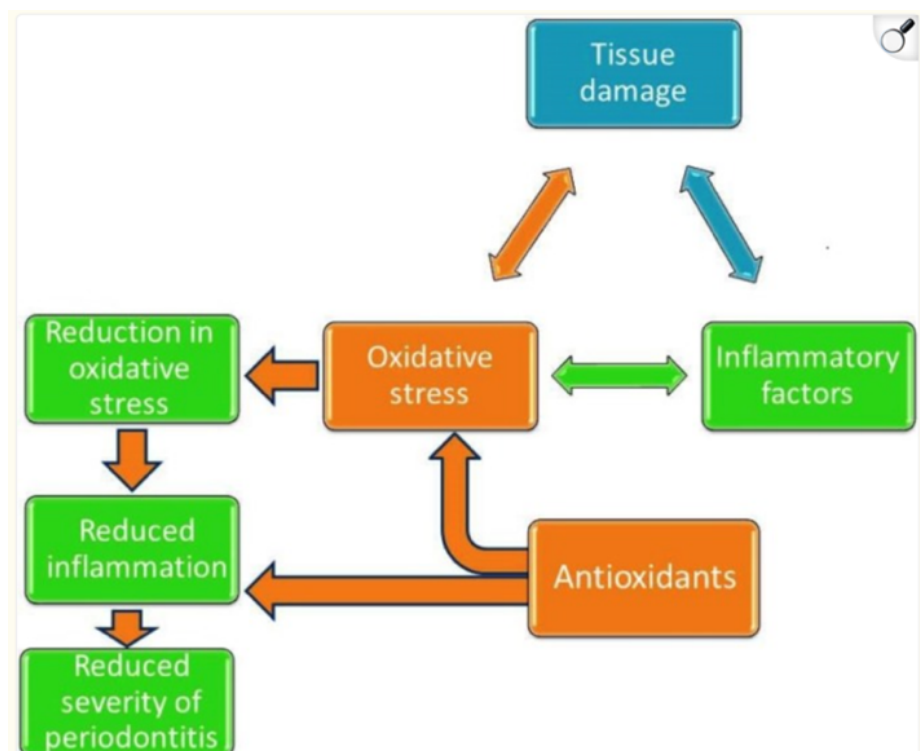 Tissue
damage
Reduction in
oxidative
stress
Oxidative
stress
Inflammatory
factors
Reduced
inflammation
Antioxidants
Reduced
severity of
periodontitis